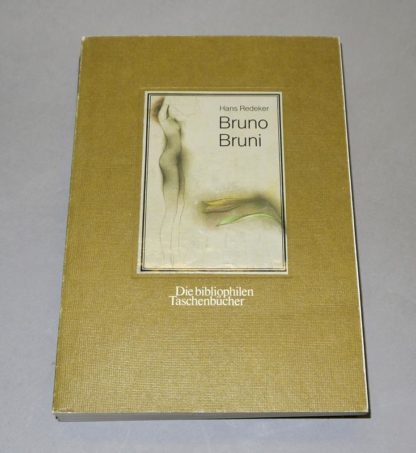 Hans Redeker
Bruno
Bruni
Die bibliophilen
Taschenbücher